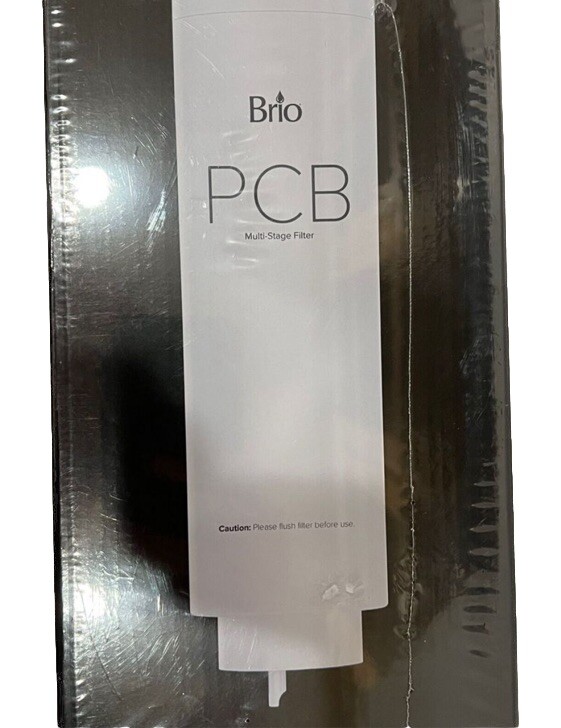 Brio
PCB
Multi-Stage Filter
Caution: Please flush filter before use.